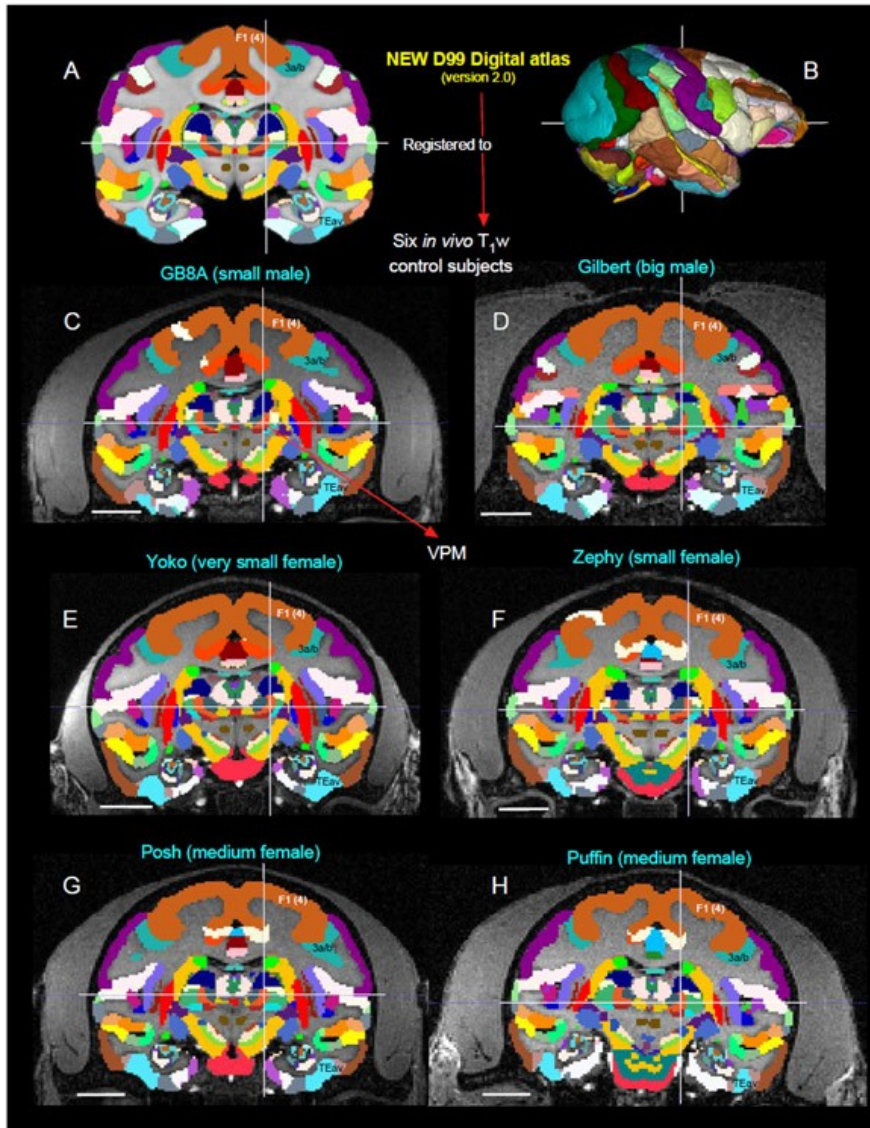 A
F1 (4)
3a/b
TEav
NEW D99 Digital atlas
(version 2.0)
Registered to
B
Six in vivo T1w
control subjects
GB8A (small male)
C
F1 (4)
3a/b
TEav
Gilbert (big male)
D
F1 (4)
3a/b
TEav
VPM
Yoko (very small female)
E
F1 (4)
3a/b
TEav
Zephy (small female)
F
F1 (4)
3a/b
TEav
Posh (medium female)
G
F1 (4)
3a/b
TEav
Puffin (medium female)
H
F1 (4)
3a/b
TEav